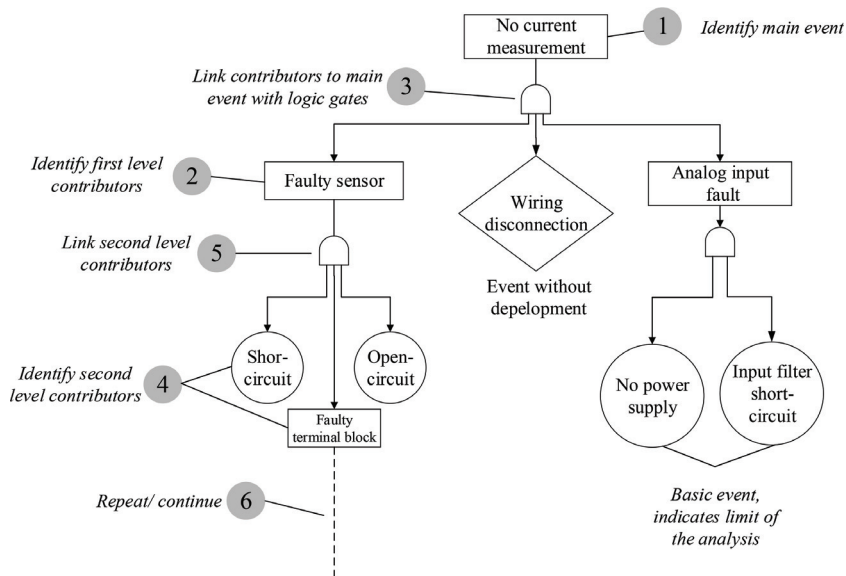 No current
measurement
1
Identify main event
Link contributors to main
event with logic gates
3
Identify first level
contributors
2
Faulty sensor
Wiring
disconnection
Analog input
fault
Link second level
contributors
5
Event without
depelopment
Shor-
circuit
Open-
circuit
Identify second
level contributors
4
Faulty
terminal block
No power
supply
Input filter
short-
circuit
Repeat/ continue
6
Basic event,
indicates limit of
the analysis